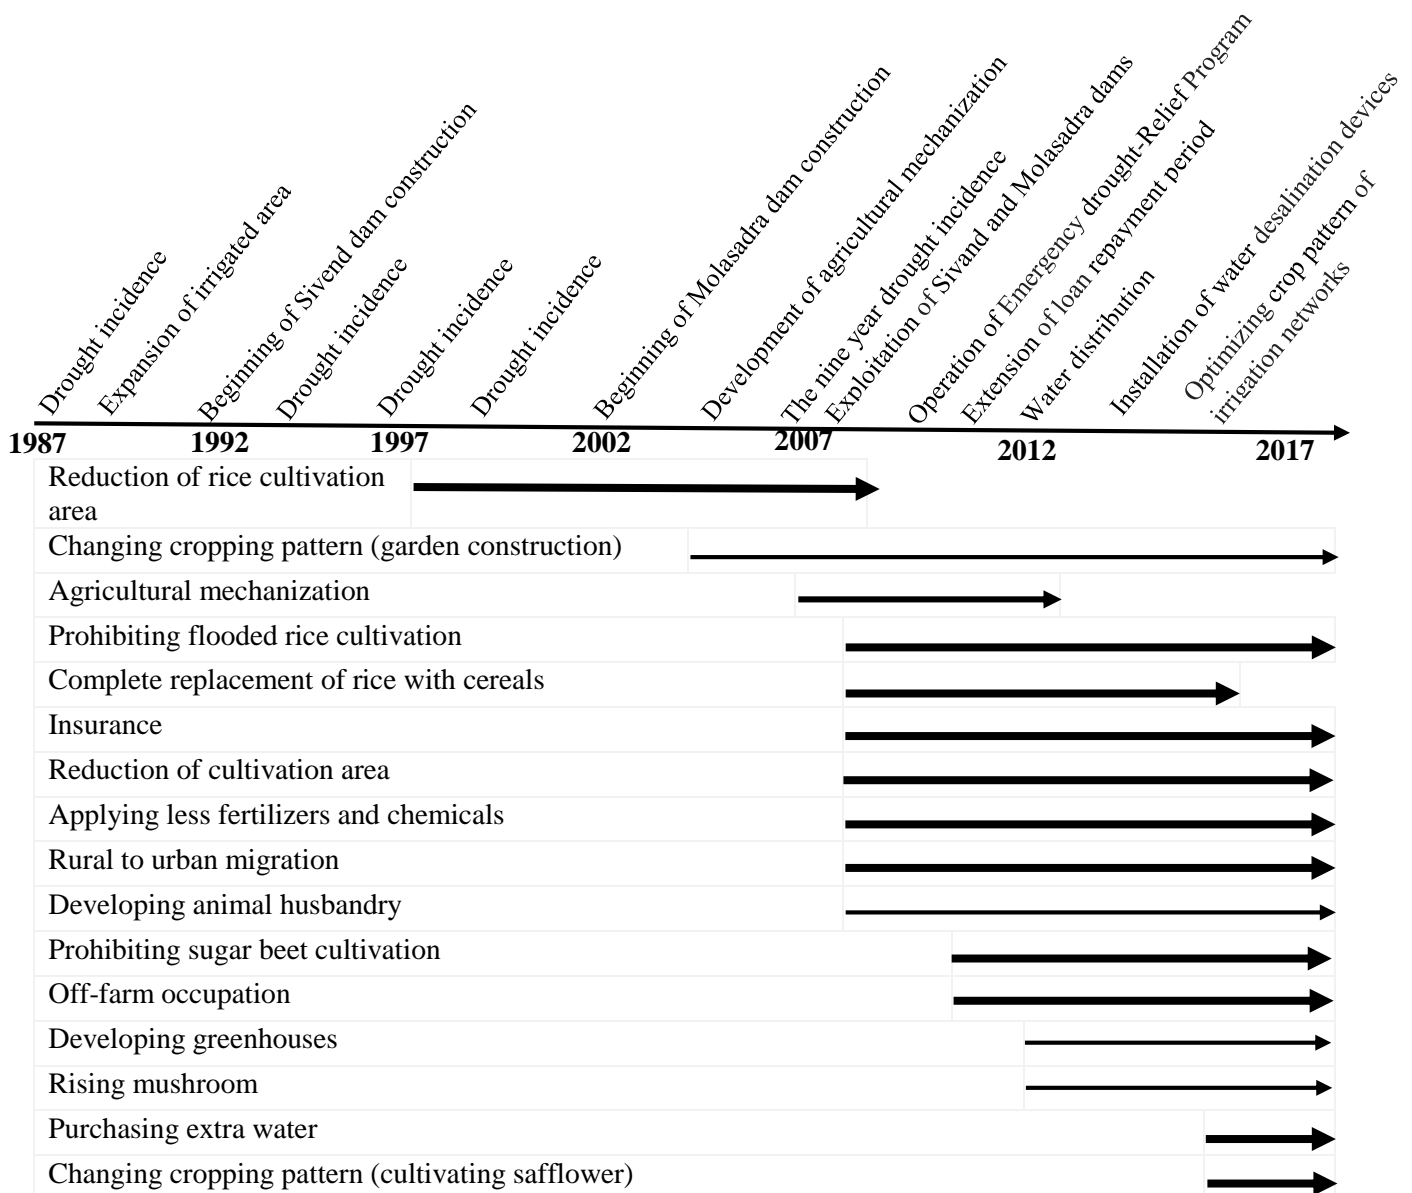 Drought incidence
Expansion of irrigated area
Beginning of Sivend dam construction
Drought incidence
Drought incidence
Drought incidence
Beginning of Molasadra dam construction
Development of agricultural mechanization
The nine year drought incidence
Exploitation of Sivand and Molasadra dams
Operation of Emergency drought-Relief Program
Extension of loan repayment period
Water distribution
Installation of water desalination devices
Optimizing crop pattern of
irrigation networks
1987 1992 1997 2002 2007 2012 2017
Reduction of rice cultivation
area
Changing cropping pattern (garden construction)
Agricultural mechanization
Prohibiting flooded rice cultivation
Complete replacement of rice with cereals
Insurance
Reduction of cultivation area
Applying less fertilizers and chemicals
Rural to urban migration
Developing animal husbandry
Prohibiting sugar beet cultivation
Off-farm occupation
Developing greenhouses
Rising mushroom
Purchasing extra water
Changing cropping pattern (cultivating safflower)